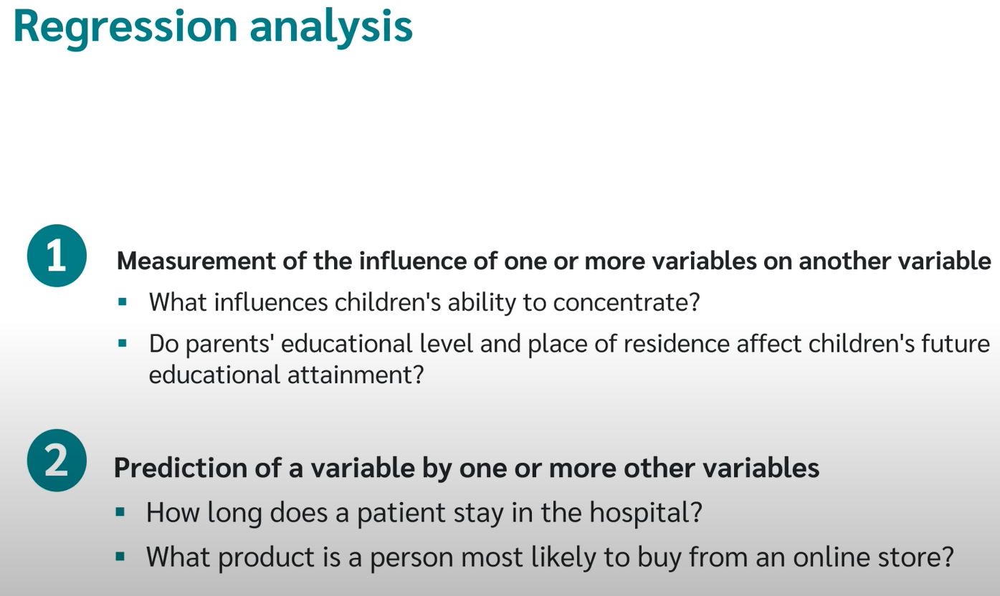 Regression analysis
1
Measurement of the influence of one or more variables on another variable
What influences children's ability to concentrate?
Do parents' educational level and place of residence affect children's future
educational attainment?
2
Prediction of a variable by one or more other variables
How long does a patient stay in the hospital?
What product is a person most likely to buy from an online store?